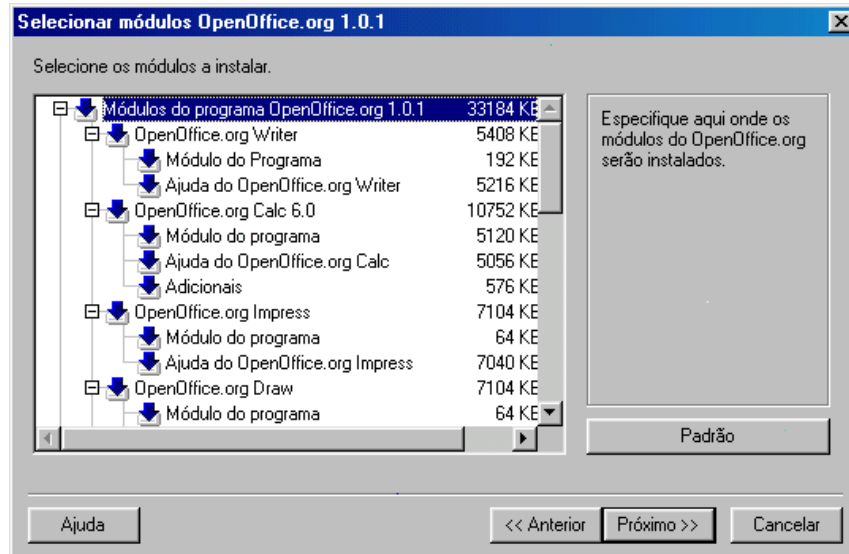 Selecionar módulos OpenOffice.org 1.0.1
Selecione os módulos a instalar.
Módulos do programa OpenOffice.org 1.0.1 33184 KB
OpenOffice.org Writer 5408 KB
Módulo do Programa 192 KB
Ajuda do OpenOffice.org Writer 5216 KB
OpenOffice.org Calc 6.0 10752 KB
Módulo do programa 5120 KB
Ajuda do OpenOffice.org Calc 5056 KB
Adicionais 576 KB
OpenOffice.org Impress 7104 KB
Módulo do programa 64 KB
Ajuda do OpenOffice.org Impress 7040 KB
OpenOffice.org Draw 7104 KB
Módulo do programa 64 KB
Especifique aqui onde os
módulos do OpenOffice.org
serão instalados.
Padrão
Ajuda << Anterior Próximo >> Cancelar